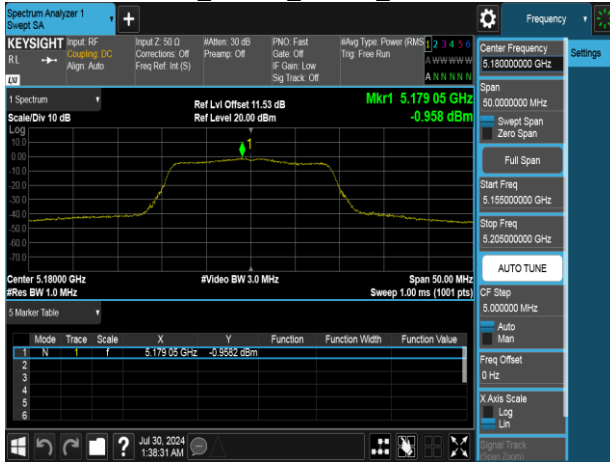 Spectrum Analyzer 1
Swept SA
+
Frequency
KEYSIGHT
RL
LXI
Input: RF
Coupling: DC
Align: Auto
Input Z: 50 Ω
Corrections: Off
Freq Ref: Int (S)
#Atten: 30 dB
Preamp: Off
PNO: Fast
Gate: Off
IF Gain: Low
Sig Track: Off
#Avg Type: Power (RMS
Trig: Free Run
1 2 3 4 5 6
A W W W W W
A N N N N N
1 Spectrum
Scale/Div 10 dB
Ref Lvl Offset 11.53 dB
Ref Level 20.00 dBm
Mkr1 5.179 05 GHz
-0.958 dBm
Log
10.0
0.00
-10.0
-20.0
-30.0
-40.0
-50.0
-60.0
-70.0
1
Center 5.18000 GHz
#Res BW 1.0 MHz
#Video BW 3.0 MHz
Span 50.00 MHz
Sweep 1.00 ms (1001 pts)
5 Marker Table
Mode Trace Scale X Y Function Function Width Function Value
1 N 1 f 5.179 05 GHz -0.9582 dBm
2
3
4
5
6
Center Frequency
5.180000000 GHz
Settings
Span
50.0000000 MHz
Swept Span
Zero Span
Full Span
Start Freq
5.155000000 GHz
Stop Freq
5.205000000 GHz
AUTO TUNE
CF Step
5.000000 MHz
Auto
Man
Freq Offset
0 Hz
X Axis Scale
Log
Lin
Signal Track
(Span Zoom)
?
Jul 30, 2024
1:38:31 AM